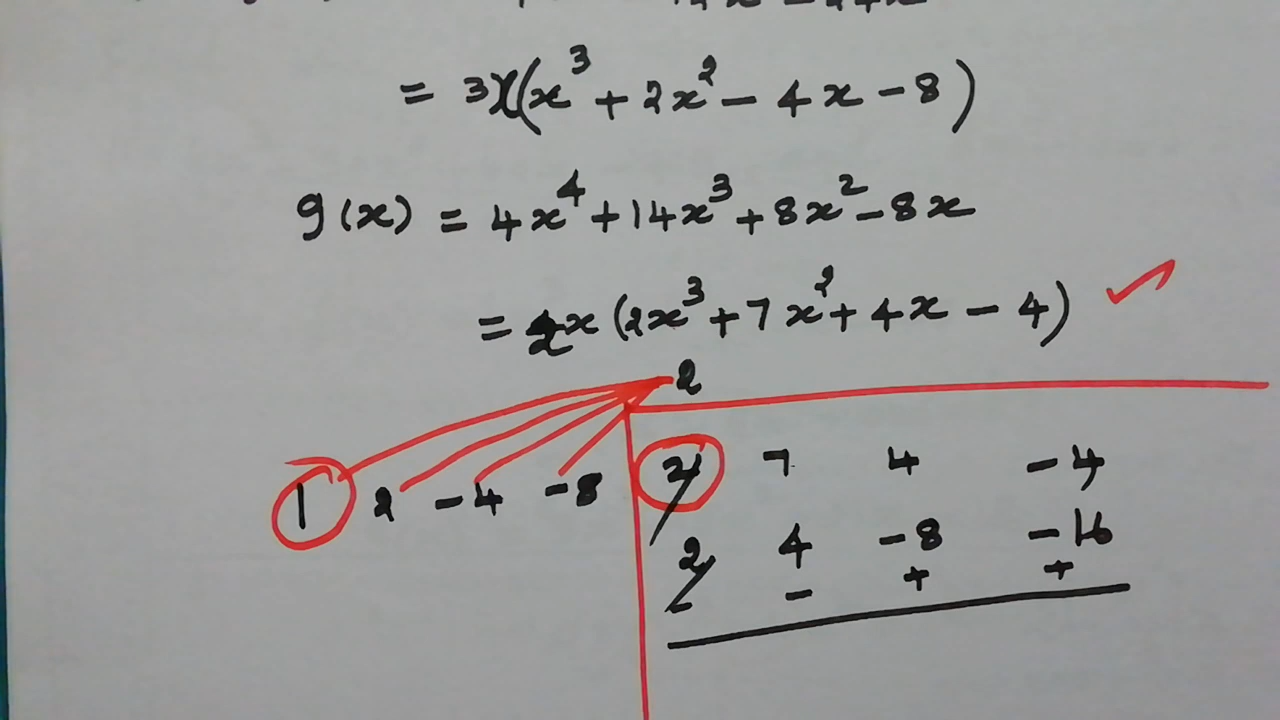 = 3x(x³ + 2x² - 4x - 8)
g(x) = 4x⁴ + 14x³ + 8x² - 8x
= 2x (2x³ + 7x² + 4x - 4)
2
1 2 -4 -8 2 7 4 -4
2 4 -8 -16
- - + +